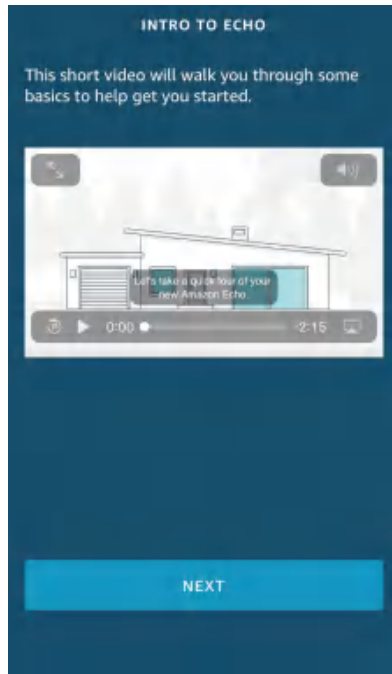 INTRO TO ECHO
This short video will walk you through some
basics to help get you started.
Let's take a quick tour of your
new Amazon Echo.
0:00
-2:15
NEXT